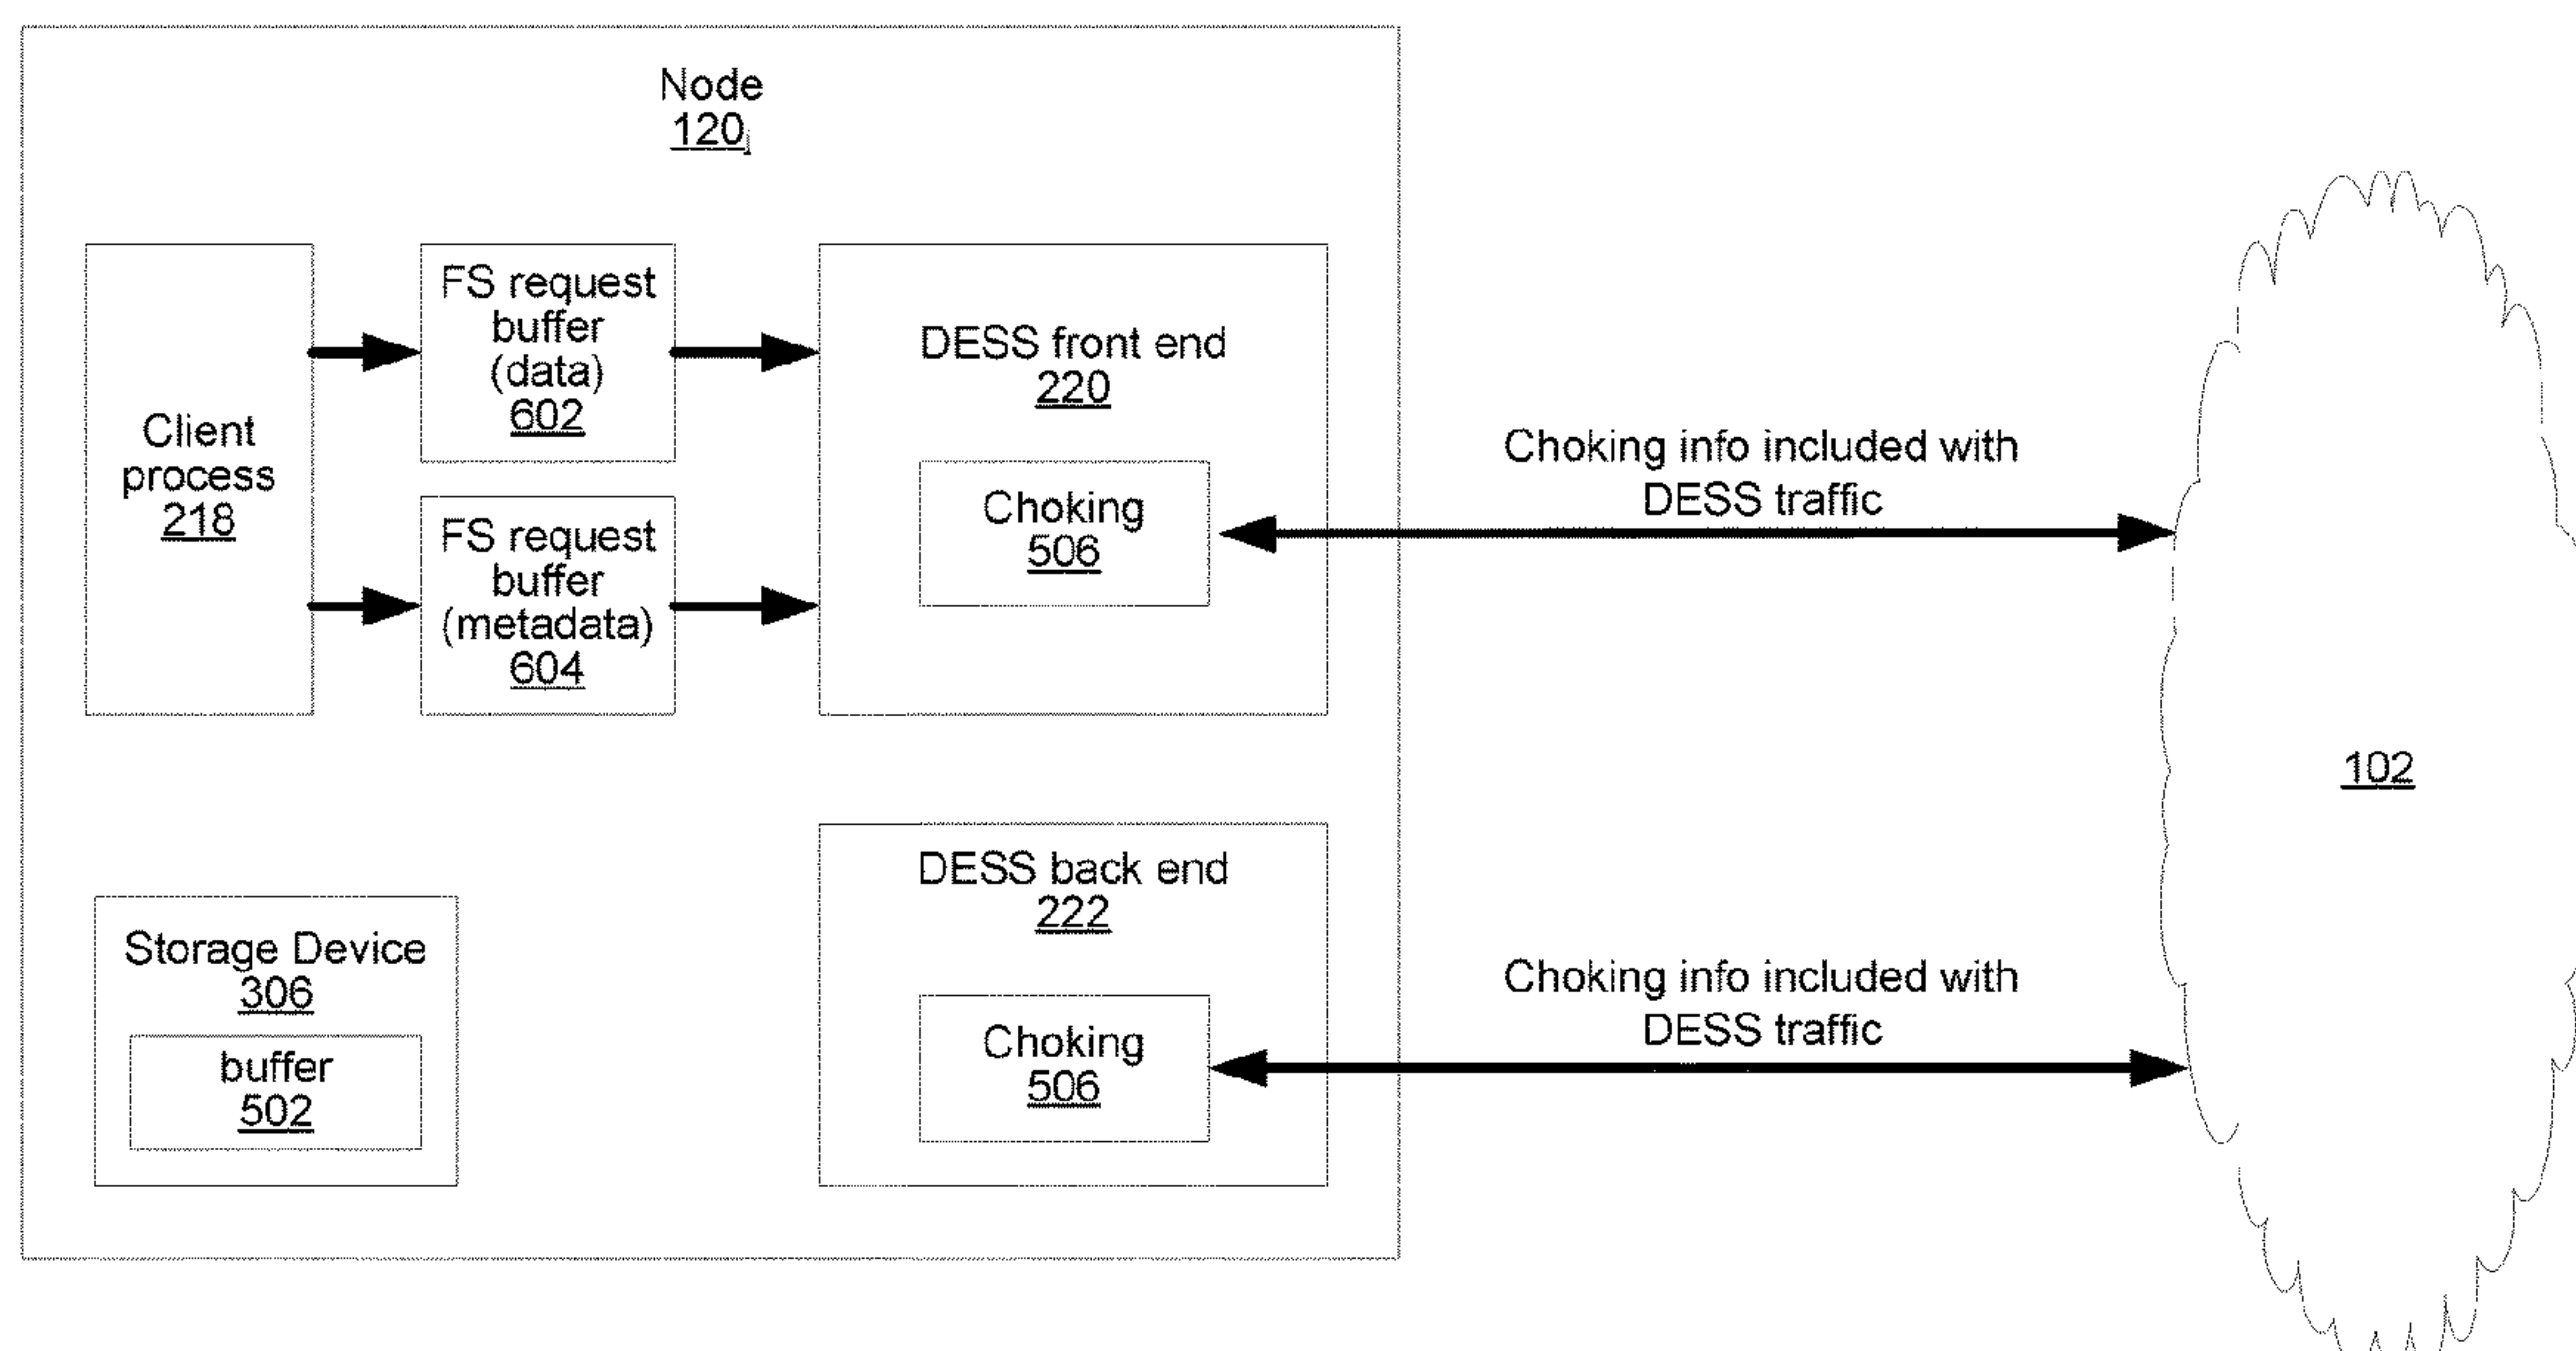 Node
120j
Client
process
218
FS request
buffer
(data)
602
FS request
buffer
(metadata)
604
DESS front end
220
Choking
506
Choking info included with
DESS traffic
102
DESS back end
222
Choking
506
Choking info included with
DESS traffic
Storage Device
306
buffer
502